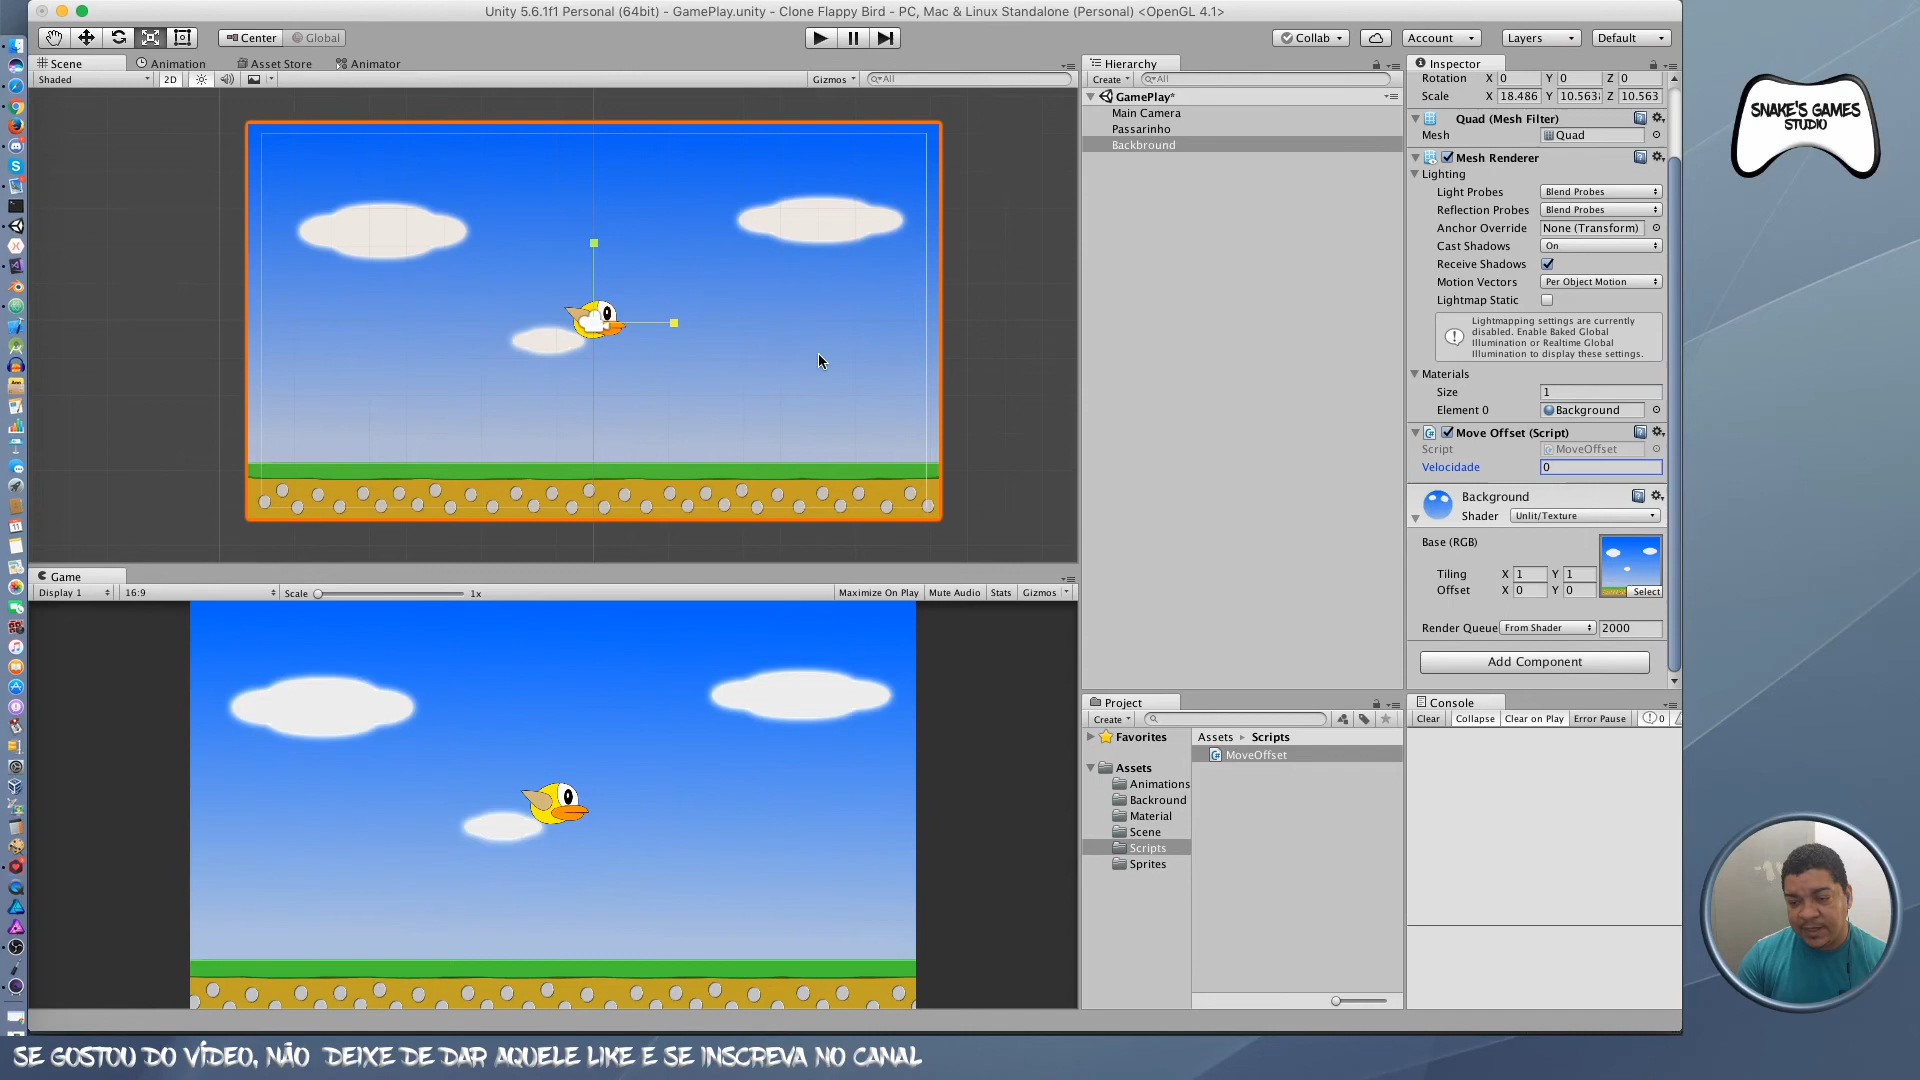 Unity 5.6.1f1 Personal (64bit) - GamePlay.unity - Clone Flappy Bird - PC, Mac & Linux Standalone (Personal) <OpenGL 4.1>
Center Global
Collab Account Layers Default
Scene Animation Asset Store Animator
Shaded 2D Gizmos All
Hierarchy
Create All
GamePlay*
Main Camera
Passarinho
Backbround
Inspector
Rotation X 0 Y 0 Z 0
Scale X 18.486 Y 10.563 Z 10.563
Quad (Mesh Filter)
Mesh Quad
Mesh Renderer
Lighting
Light Probes Blend Probes
Reflection Probes Blend Probes
Anchor Override None (Transform)
Cast Shadows On
Receive Shadows
Motion Vectors Per Object Motion
Lightmap Static
Lightmapping settings are currently
disabled. Enable Baked Global
Illumination or Realtime Global
Illumination to display these settings.
Materials
Size 1
Element 0 Background
Move Offset (Script)
Script MoveOffset
Velocidade 0
Background
Shader Unlit/Texture
Base (RGB)
Tiling X 1 Y 1
Offset X 0 Y 0
Select
Render Queue From Shader 2000
Add Component
Game
Display 1 16:9 Scale 1x Maximize On Play Mute Audio Stats Gizmos
Project
Create
Favorites
Assets
Animations
Backround
Material
Scene
Scripts
Sprites
Assets Scripts
MoveOffset
Console
Clear Collapse Clear on Play Error Pause 0
SNAKE'S GAMES
STUDIO
SE GOSTOU DO VÍDEO, NÃO DEIXE DE DAR AQUELE LIKE E SE INSCREVA NO CANAL